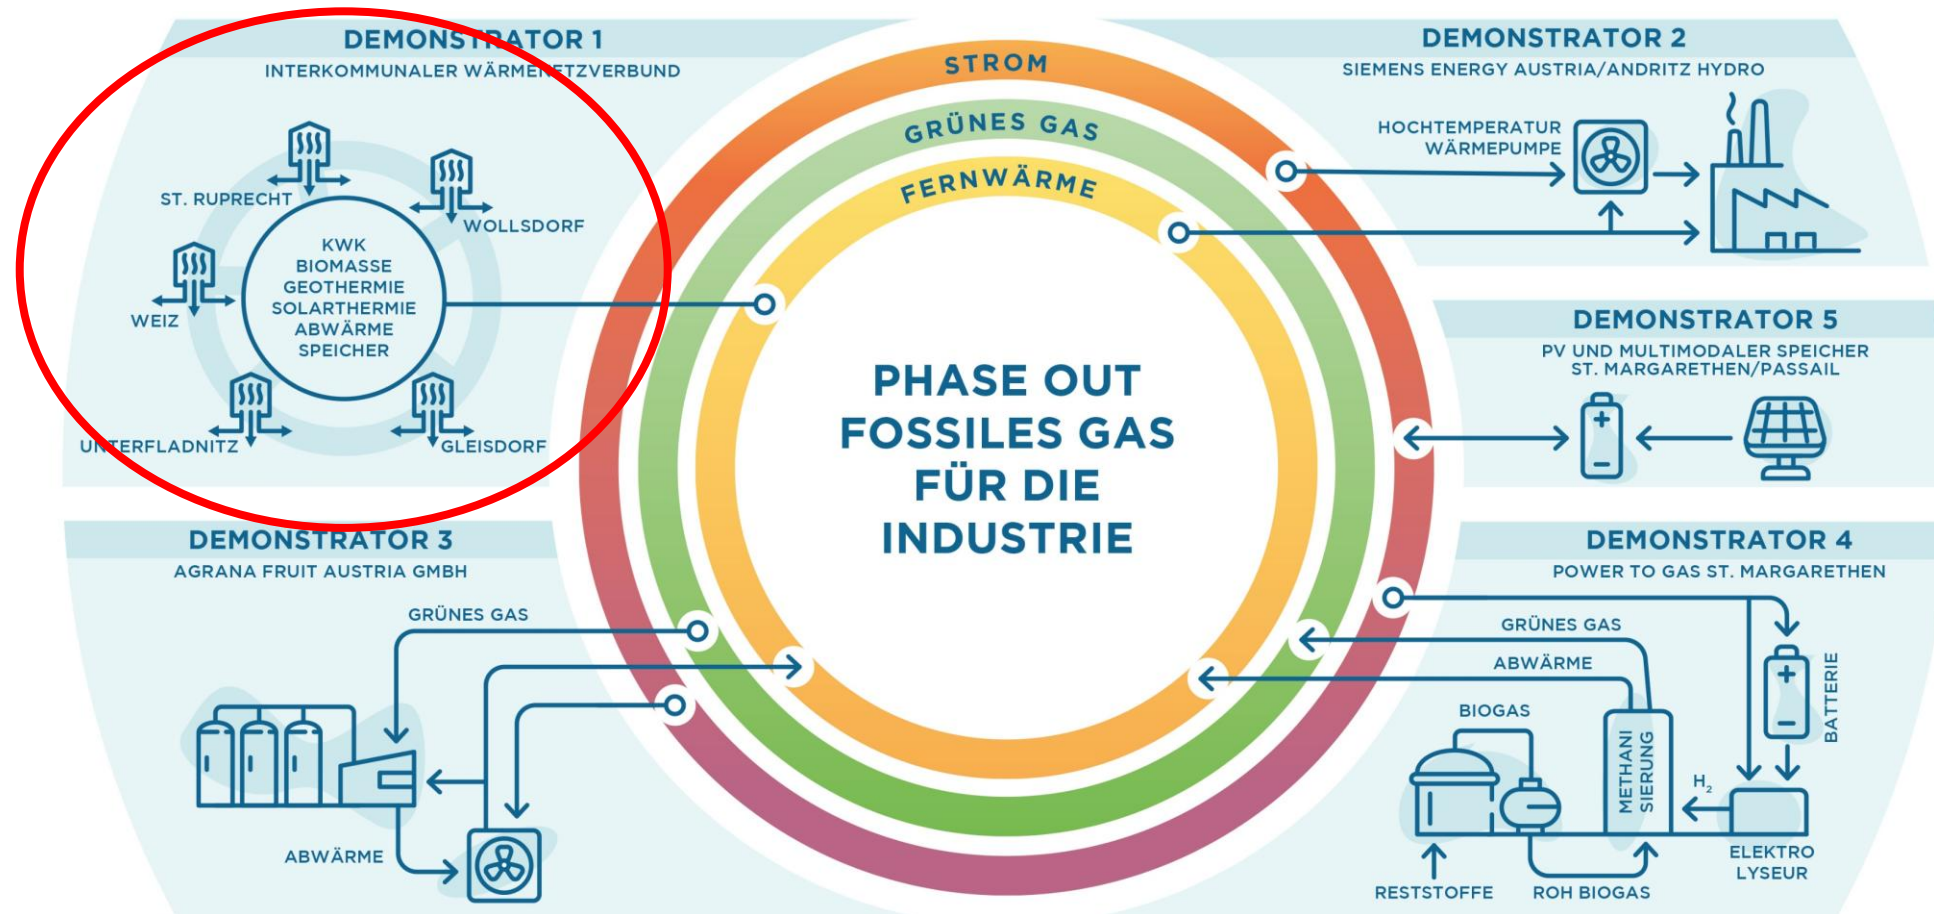 DEMONSTRATOR 1
INTERKOMMUNALER WÄRMENETZVERBUND
ST. RUPRECHT
WOLLSDORF
WEIZ
KWK
BIOMASSE
GEOTHERMIE
SOLARTHERMIE
ABWÄRME
SPEICHER
UNTERFLADNITZ
GLEISDORF
STROM
GRÜNES GAS
FERNWÄRME
PHASE OUT
FOSSILES GAS
FÜR DIE
INDUSTRIE
DEMONSTRATOR 2
SIEMENS ENERGY AUSTRIA/ANDRITZ HYDRO
HOCHTEMPERATUR
WÄRMEPUMPE
DEMONSTRATOR 5
PV UND MULTIMODALER SPEICHER
ST. MARGARETHEN/PASSAIL
+
−
DEMONSTRATOR 3
AGRANA FRUIT AUSTRIA GMBH
GRÜNES GAS
ABWÄRME
DEMONSTRATOR 4
POWER TO GAS ST. MARGARETHEN
GRÜNES GAS
ABWÄRME
BIOGAS
METHANI
SIERUNG
H₂
+
−
BATTERIE
ELEKTRO
LYSEUR
RESTSTOFFE
ROH BIOGAS